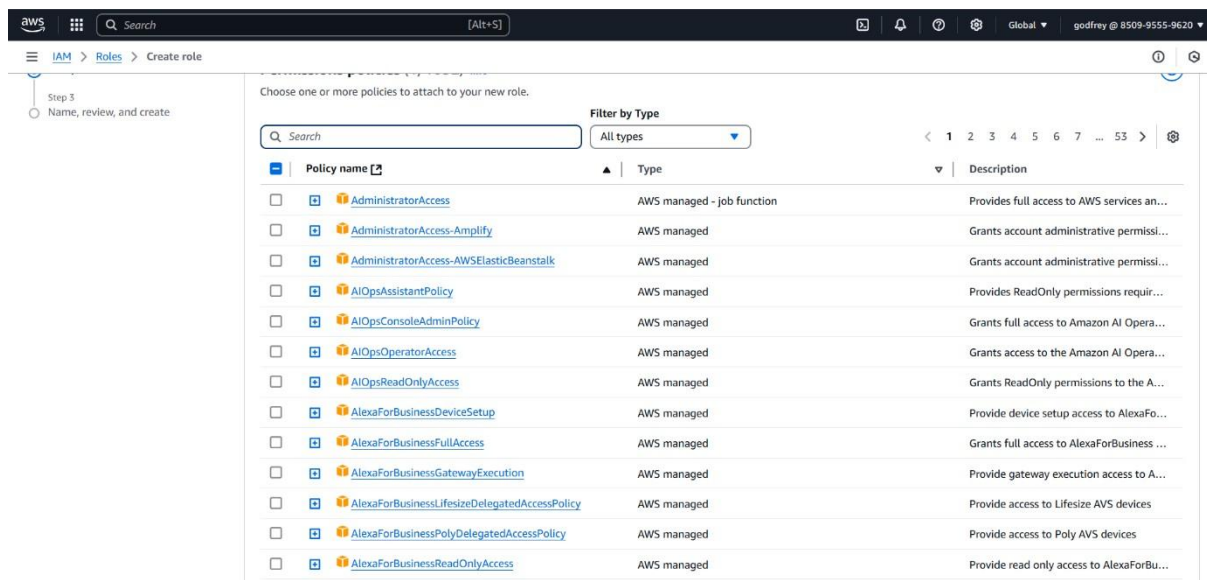 aws Search [Alt+S] Global godfrey @ 8509-9555-9620
IAM > Roles > Create role
Choose one or more policies to attach to your new role.
Step 3
Name, review, and create
Filter by Type
Search All types 1 2 3 4 5 6 7 ... 53
Policy name Type Description
AdministratorAccess AWS managed - job function Provides full access to AWS services an...
AdministratorAccess-Amplify AWS managed Grants account administrative permissi...
AdministratorAccess-AWSElasticBeanstalk AWS managed Grants account administrative permissi...
AIOpsAssistantPolicy AWS managed Provides ReadOnly permissions requir...
AIOpsConsoleAdminPolicy AWS managed Grants full access to Amazon AI Opera...
AIOpsOperatorAccess AWS managed Grants access to the Amazon AI Opera...
AIOpsReadOnlyAccess AWS managed Grants ReadOnly permissions to the A...
AlexaForBusinessDeviceSetup AWS managed Provide device setup access to AlexaFo...
AlexaForBusinessFullAccess AWS managed Grants full access to AlexaForBusiness ...
AlexaForBusinessGatewayExecution AWS managed Provide gateway execution access to A...
AlexaForBusinessLifesizeDelegatedAccessPolicy AWS managed Provide access to Lifesize AVS devices
AlexaForBusinessPolyDelegatedAccessPolicy AWS managed Provide access to Poly AVS devices
AlexaForBusinessReadOnlyAccess AWS managed Provide read only access to AlexaForBu...